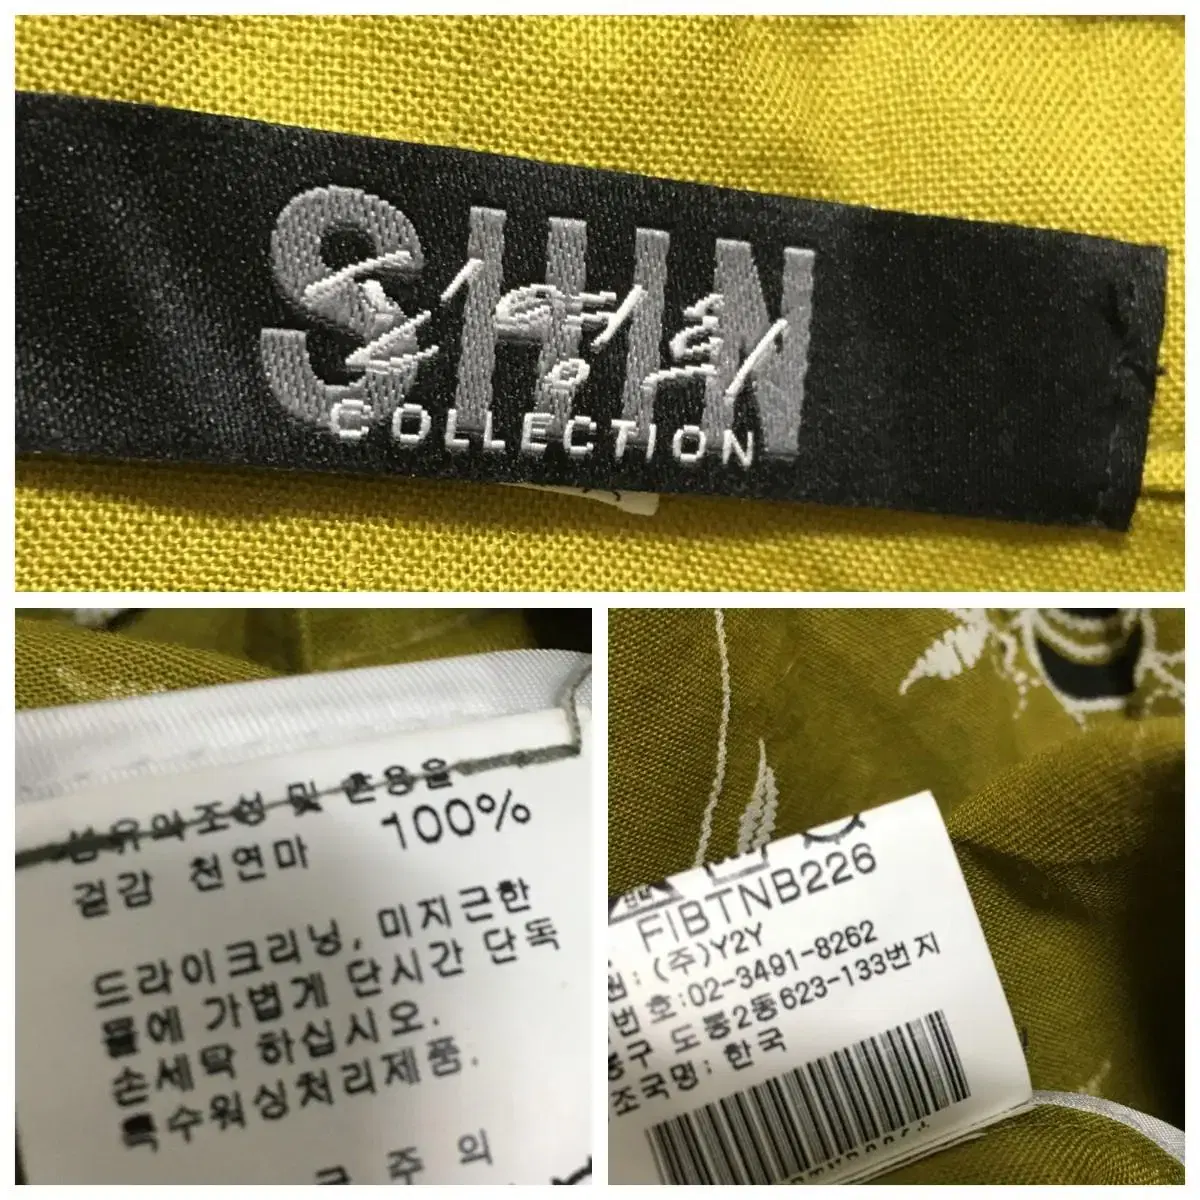 SHIN
COLLECTION
섬유의조성 및 혼용율
겉감 천연마 100%
드라이크리닝, 미지근한
물에 가볍게 단시간 단독
손세탁 하십시오.
특수워싱처리제품.
주 의
FIBTNB226
원: (주)Y2Y
번호:02-3491-8262
구 도봉2동623-133번지
조국명: 한국